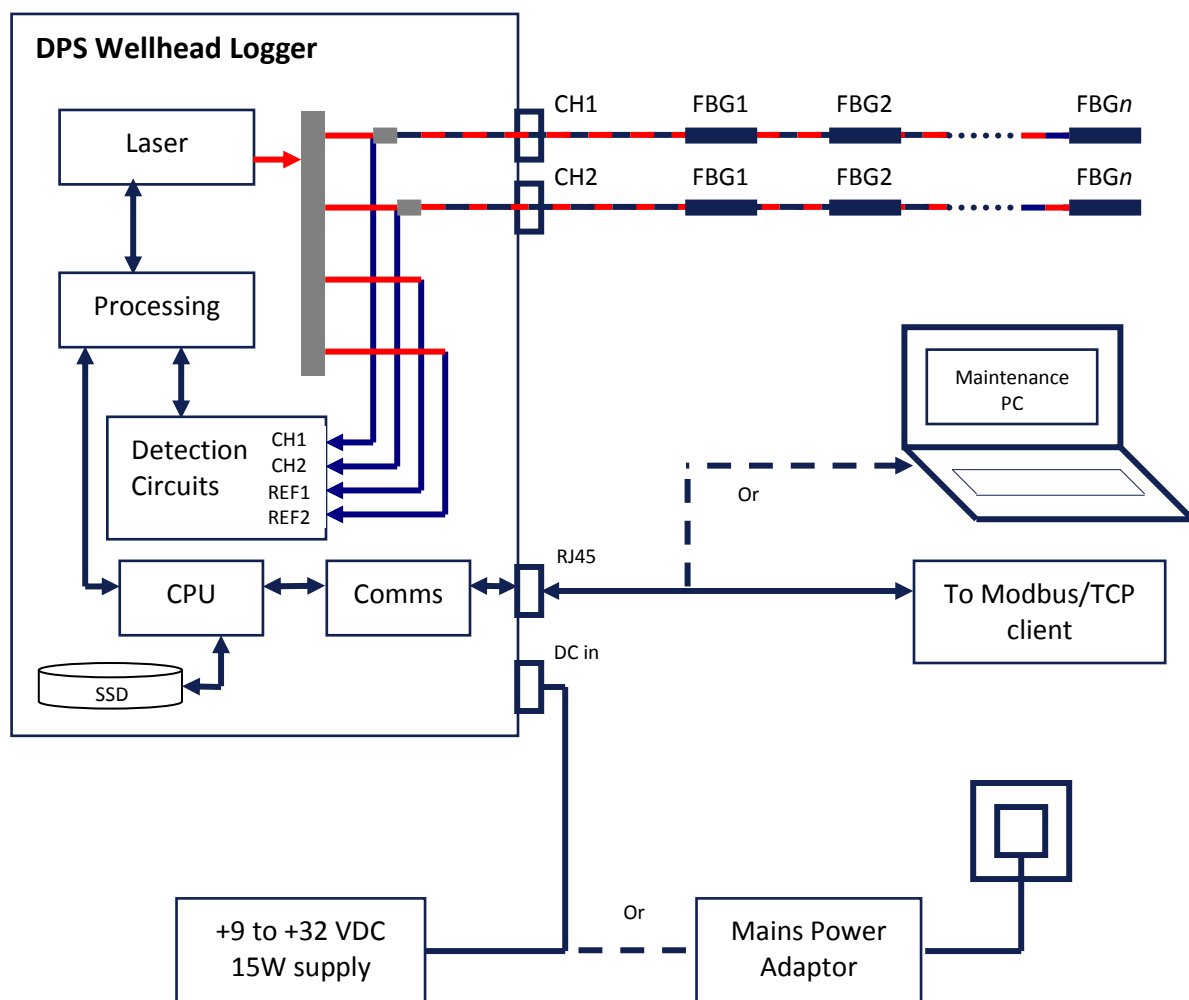 DPS Wellhead Logger
CH1
FBG1
FBG2
FBGn
Laser
CH2
FBG1
FBG2
FBGn
Processing
Maintenance
PC
Detection
Circuits
CH1
CH2
REF1
REF2
Or
RJ45
CPU
Comms
To Modbus/TCP
client
DC in
SSD
+9 to +32 VDC
15W supply
Or
Mains Power
Adaptor